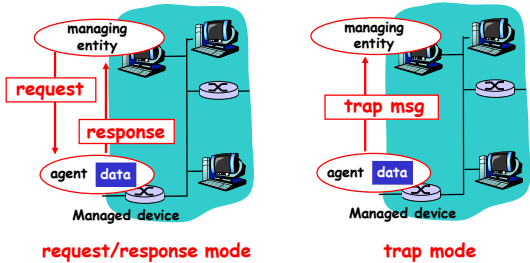 managing
entity
request
response
agent data
Managed device
request/response mode
managing
entity
trap msg
agent data
Managed device
trap mode